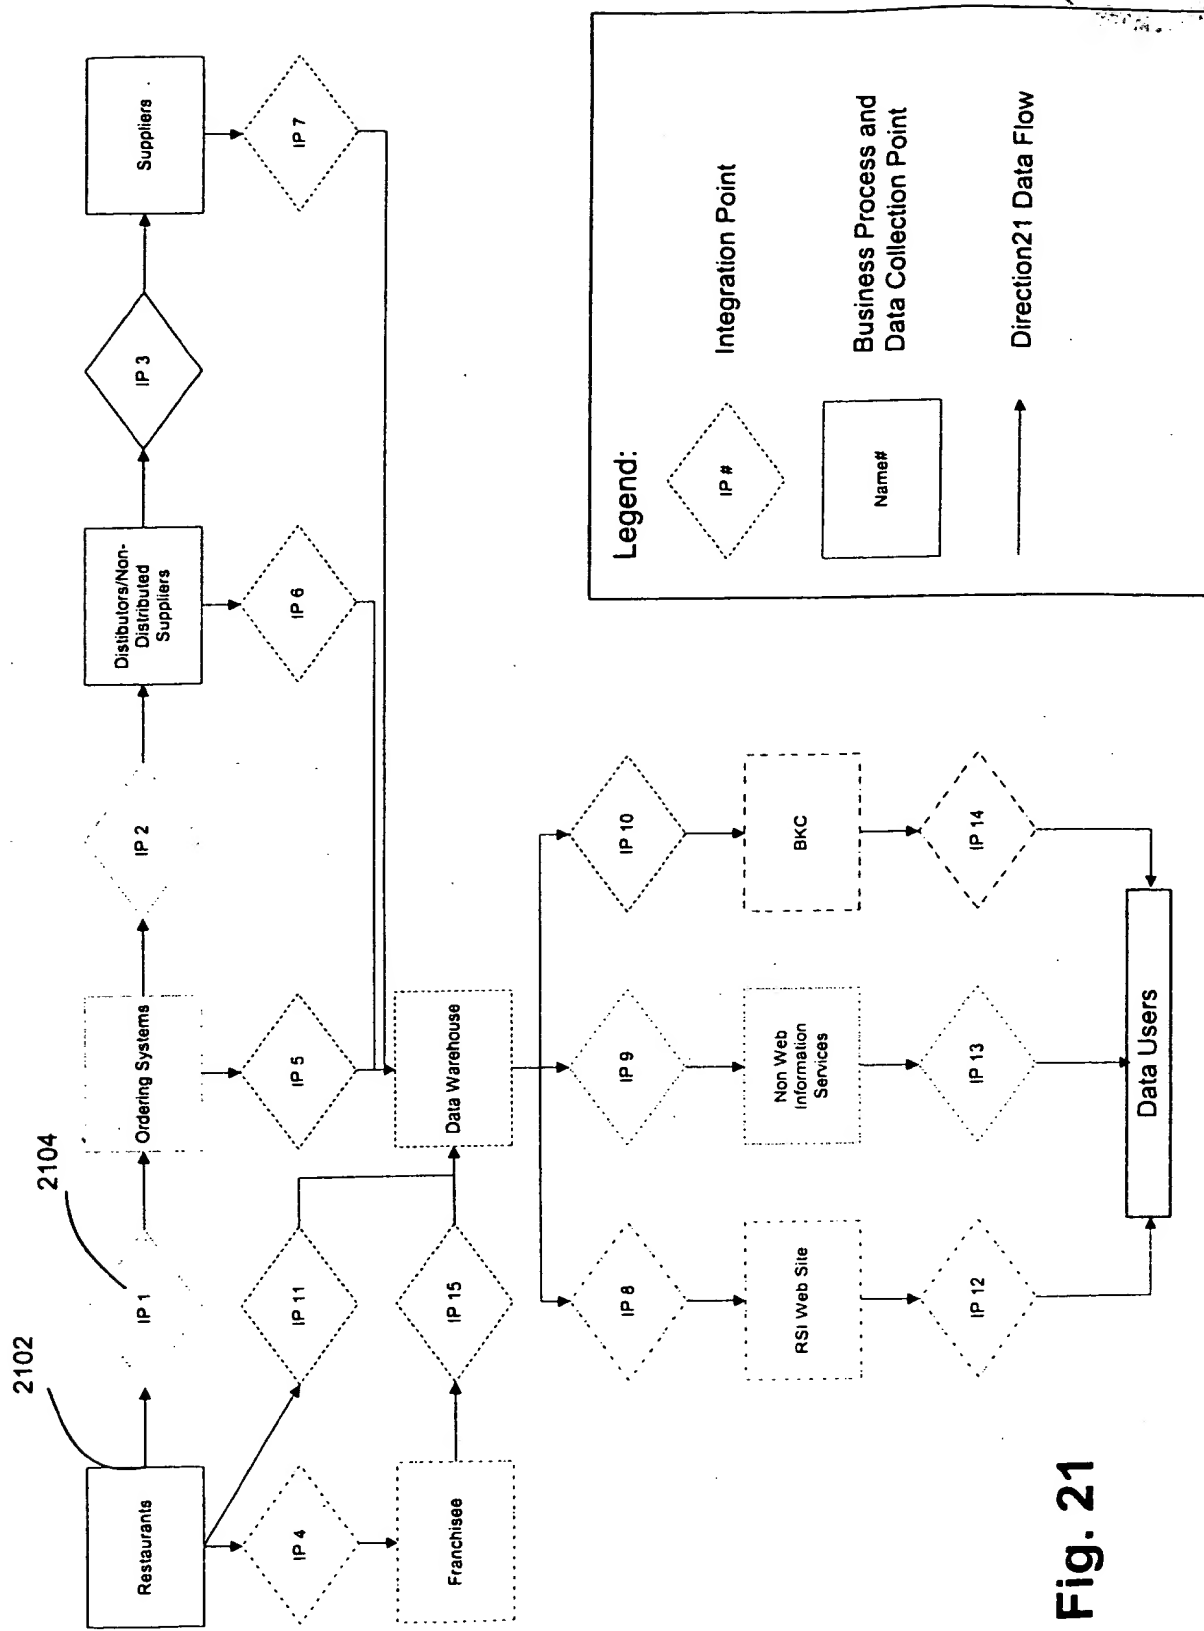 2102
2104
Restaurants
IP 1
Ordering Systems
IP 2
Distibutors/Non-
Distributed
Suppliers
IP 3
Suppliers
IP 4
IP 11
IP 5
IP 6
IP 7
Franchisee
IP 15
Data Warehouse
IP 8
IP 9
IP 10
RSI Web Site
Non Web
Information
Services
BKC
IP 12
IP 13
IP 14
Data Users
Legend:
IP #
Integration Point
Name#
Business Process and
Data Collection Point
Direction21 Data Flow
Fig. 21